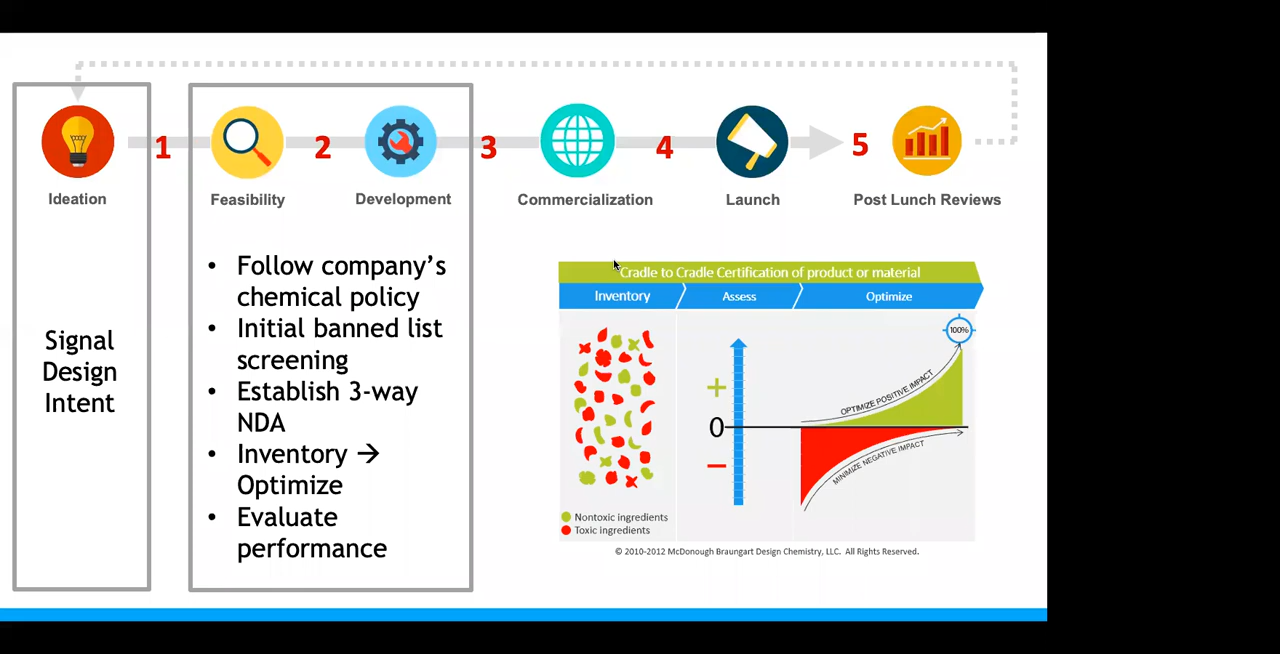 1
2
3
4
5
Ideation
Feasibility
Development
Commercialization
Launch
Post Lunch Reviews
Signal
Design
Intent
• Follow company’s
chemical policy
• Initial banned list
screening
• Establish 3-way
NDA
• Inventory →
Optimize
• Evaluate
performance
Cradle to Cradle Certification of product or material
Inventory
Assess
Optimize
100%
+
0
−
OPTIMIZE POSITIVE IMPACT
MINIMIZE NEGATIVE IMPACT
Nontoxic ingredients
Toxic ingredients
© 2010-2012 McDonough Braungart Design Chemistry, LLC. All Rights Reserved.